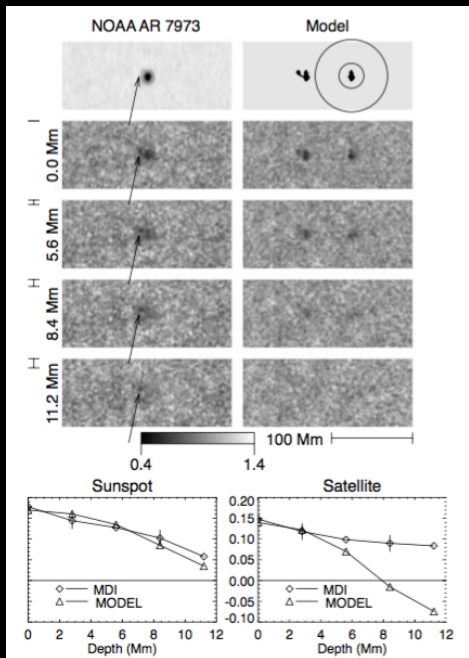 NOAA AR 7973 Model
0.0 Mm
5.6 Mm
8.4 Mm
11.2 Mm
100 Mm
0.4 1.4
Sunspot Satellite
0.20
0.15
0.10
0.05
0.00
-0.05
-0.10
MDI
MODEL
MDI
MODEL
0 2 4 6 8 10 12 0 2 4 6 8 10 12
Depth (Mm) Depth (Mm)